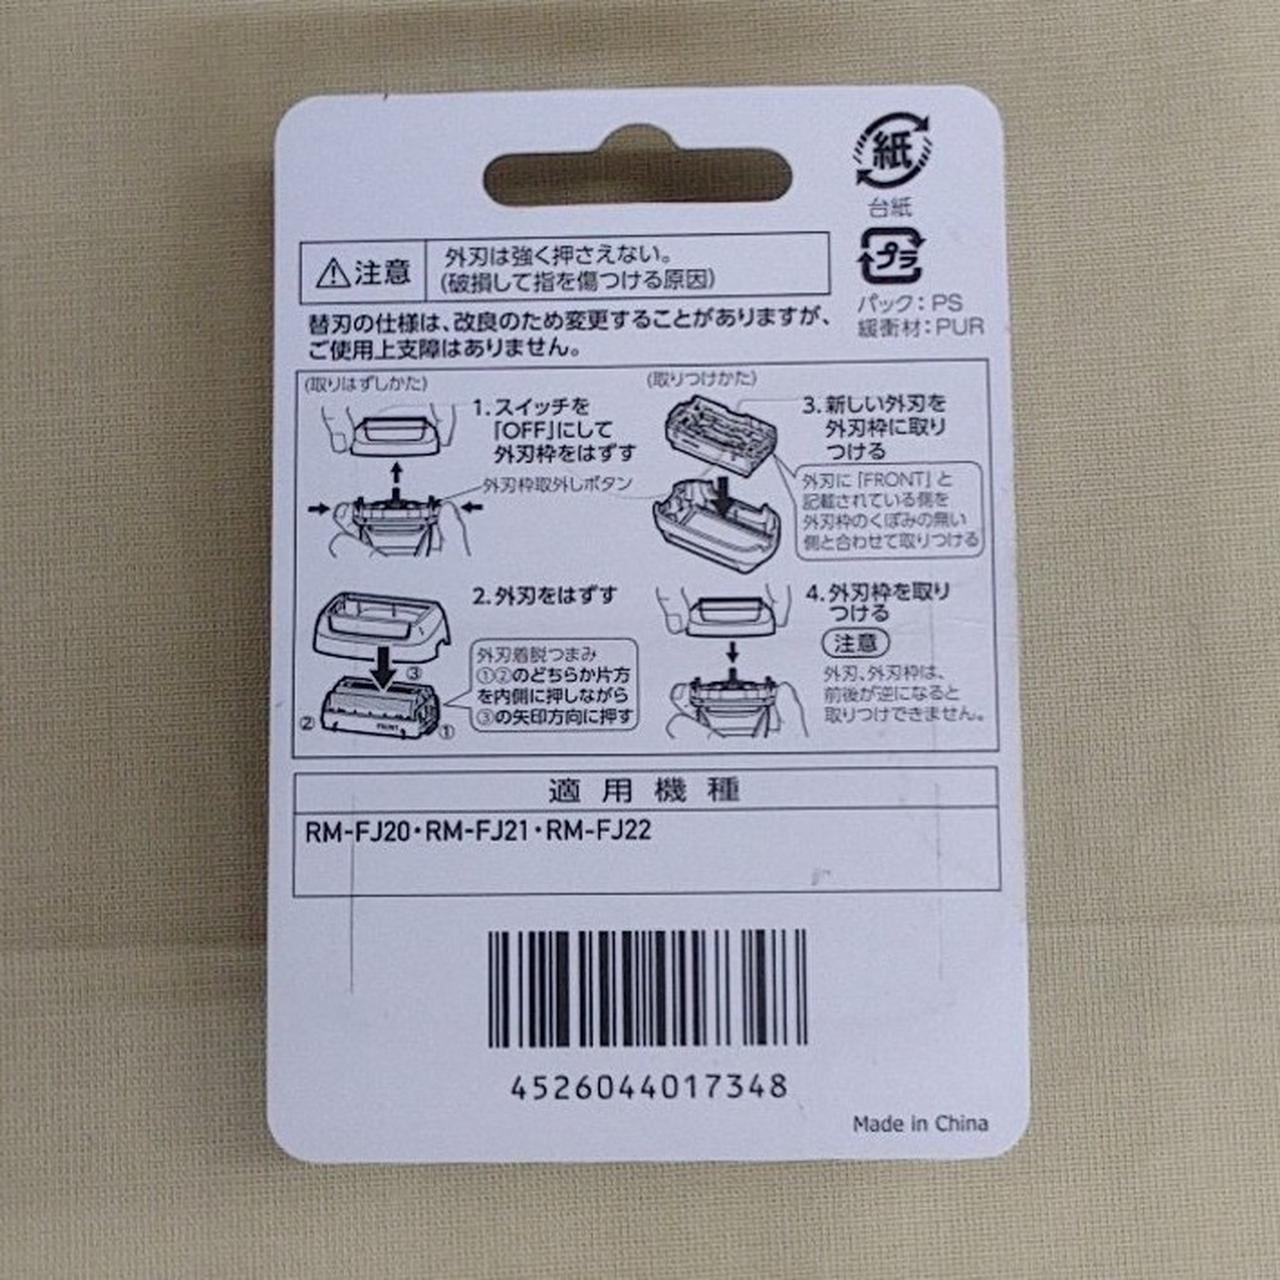 紙
台紙
プラ
パック：PS
緩衝材：PUR
注意
外刃は強く押さえない。
(破損して指を傷つける原因)
替刃の仕様は、改良のため変更することがありますが、
ご使用上支障はありません。
(取りはずしかた)
1.スイッチを
「OFF」にして
外刃枠をはずす
外刃枠取外しボタン
2.外刃をはずす
外刃着脱つまみ
①②のどちらか片方
を内側に押しながら
③の矢印方向に押す
③
②
FRONT
①
(取りつけかた)
3.新しい外刃を
外刃枠に取り
つける
外刃に「FRONT」と
記載されている側を
外刃枠のくぼみの無い
側と合わせて取りつける
4.外刃枠を取り
つける
注意
外刃、外刃枠は、
前後が逆になると
取りつけできません。
適用機種
RM-FJ20・RM-FJ21・RM-FJ22
4526044017348
Made in China